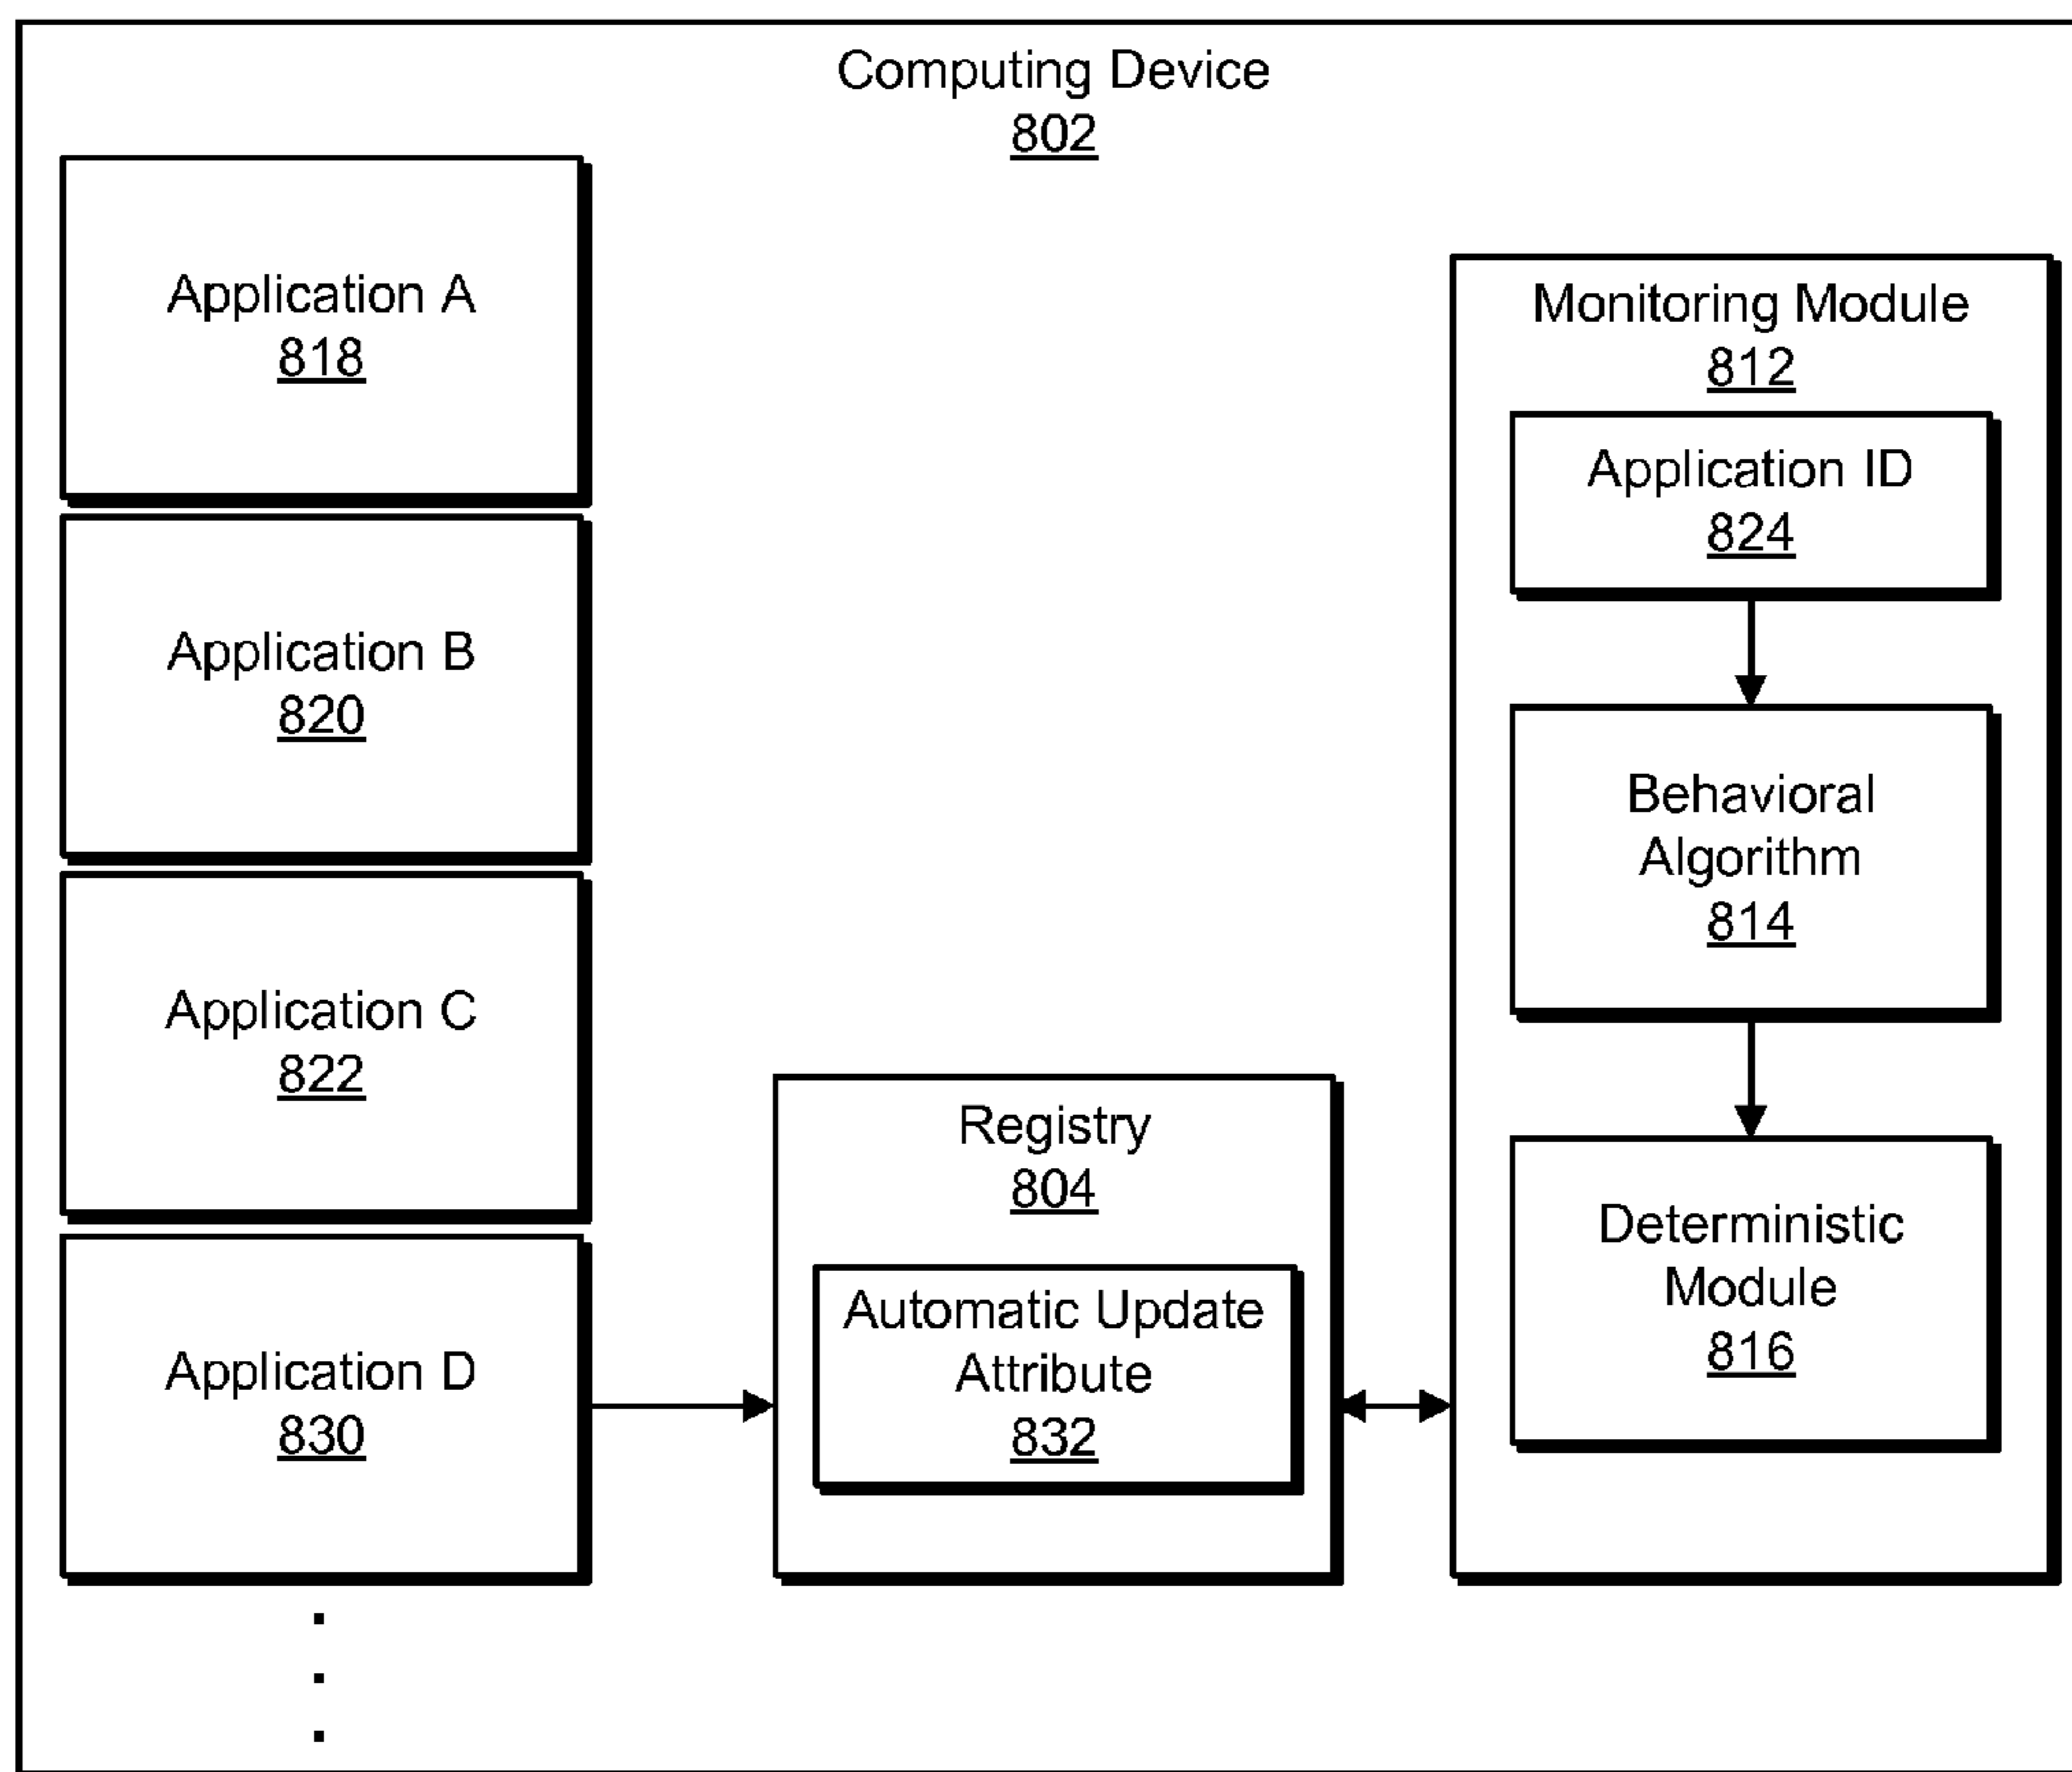 Computing Device
802
Application A
818
Application B
820
Application C
822
Application D
830
Registry
804
Automatic Update
Attribute
832
Monitoring Module
812
Application ID
824
Behavioral
Algorithm
814
Deterministic
Module
816